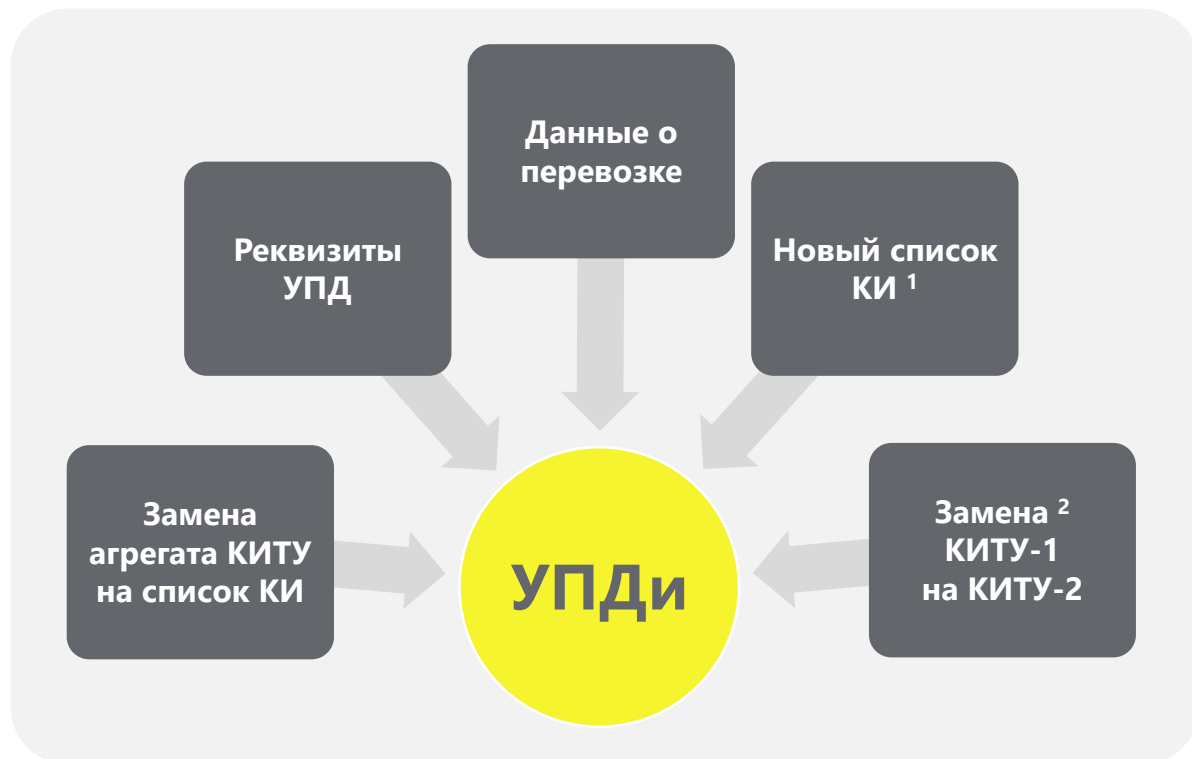 Данные о
перевозке
Реквизиты
УПД
Новый список
КИ ¹
Замена
агрегата КИТУ
на список КИ
Замена ²
КИТУ-1
на КИТУ-2
УПДи